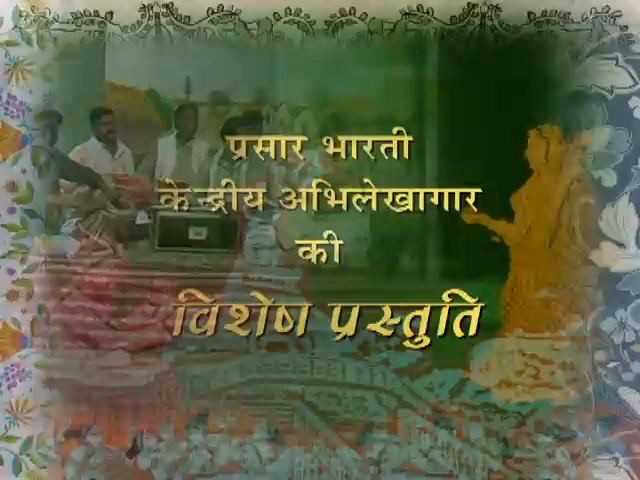 प्रसार भारती
केन्द्रीय अभिलेखागार
की
विशेष प्रस्तुति